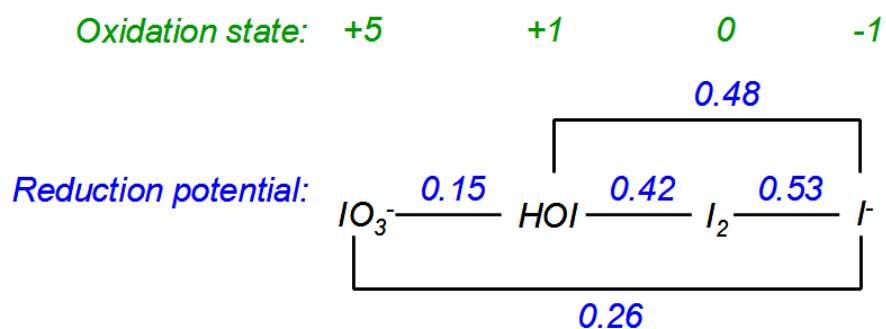 Oxidation state: +5 +1 0 -1
0.48
Reduction potential: 0.15 0.42 0.53
IO₃⁻ HOI I₂ I⁻
0.26